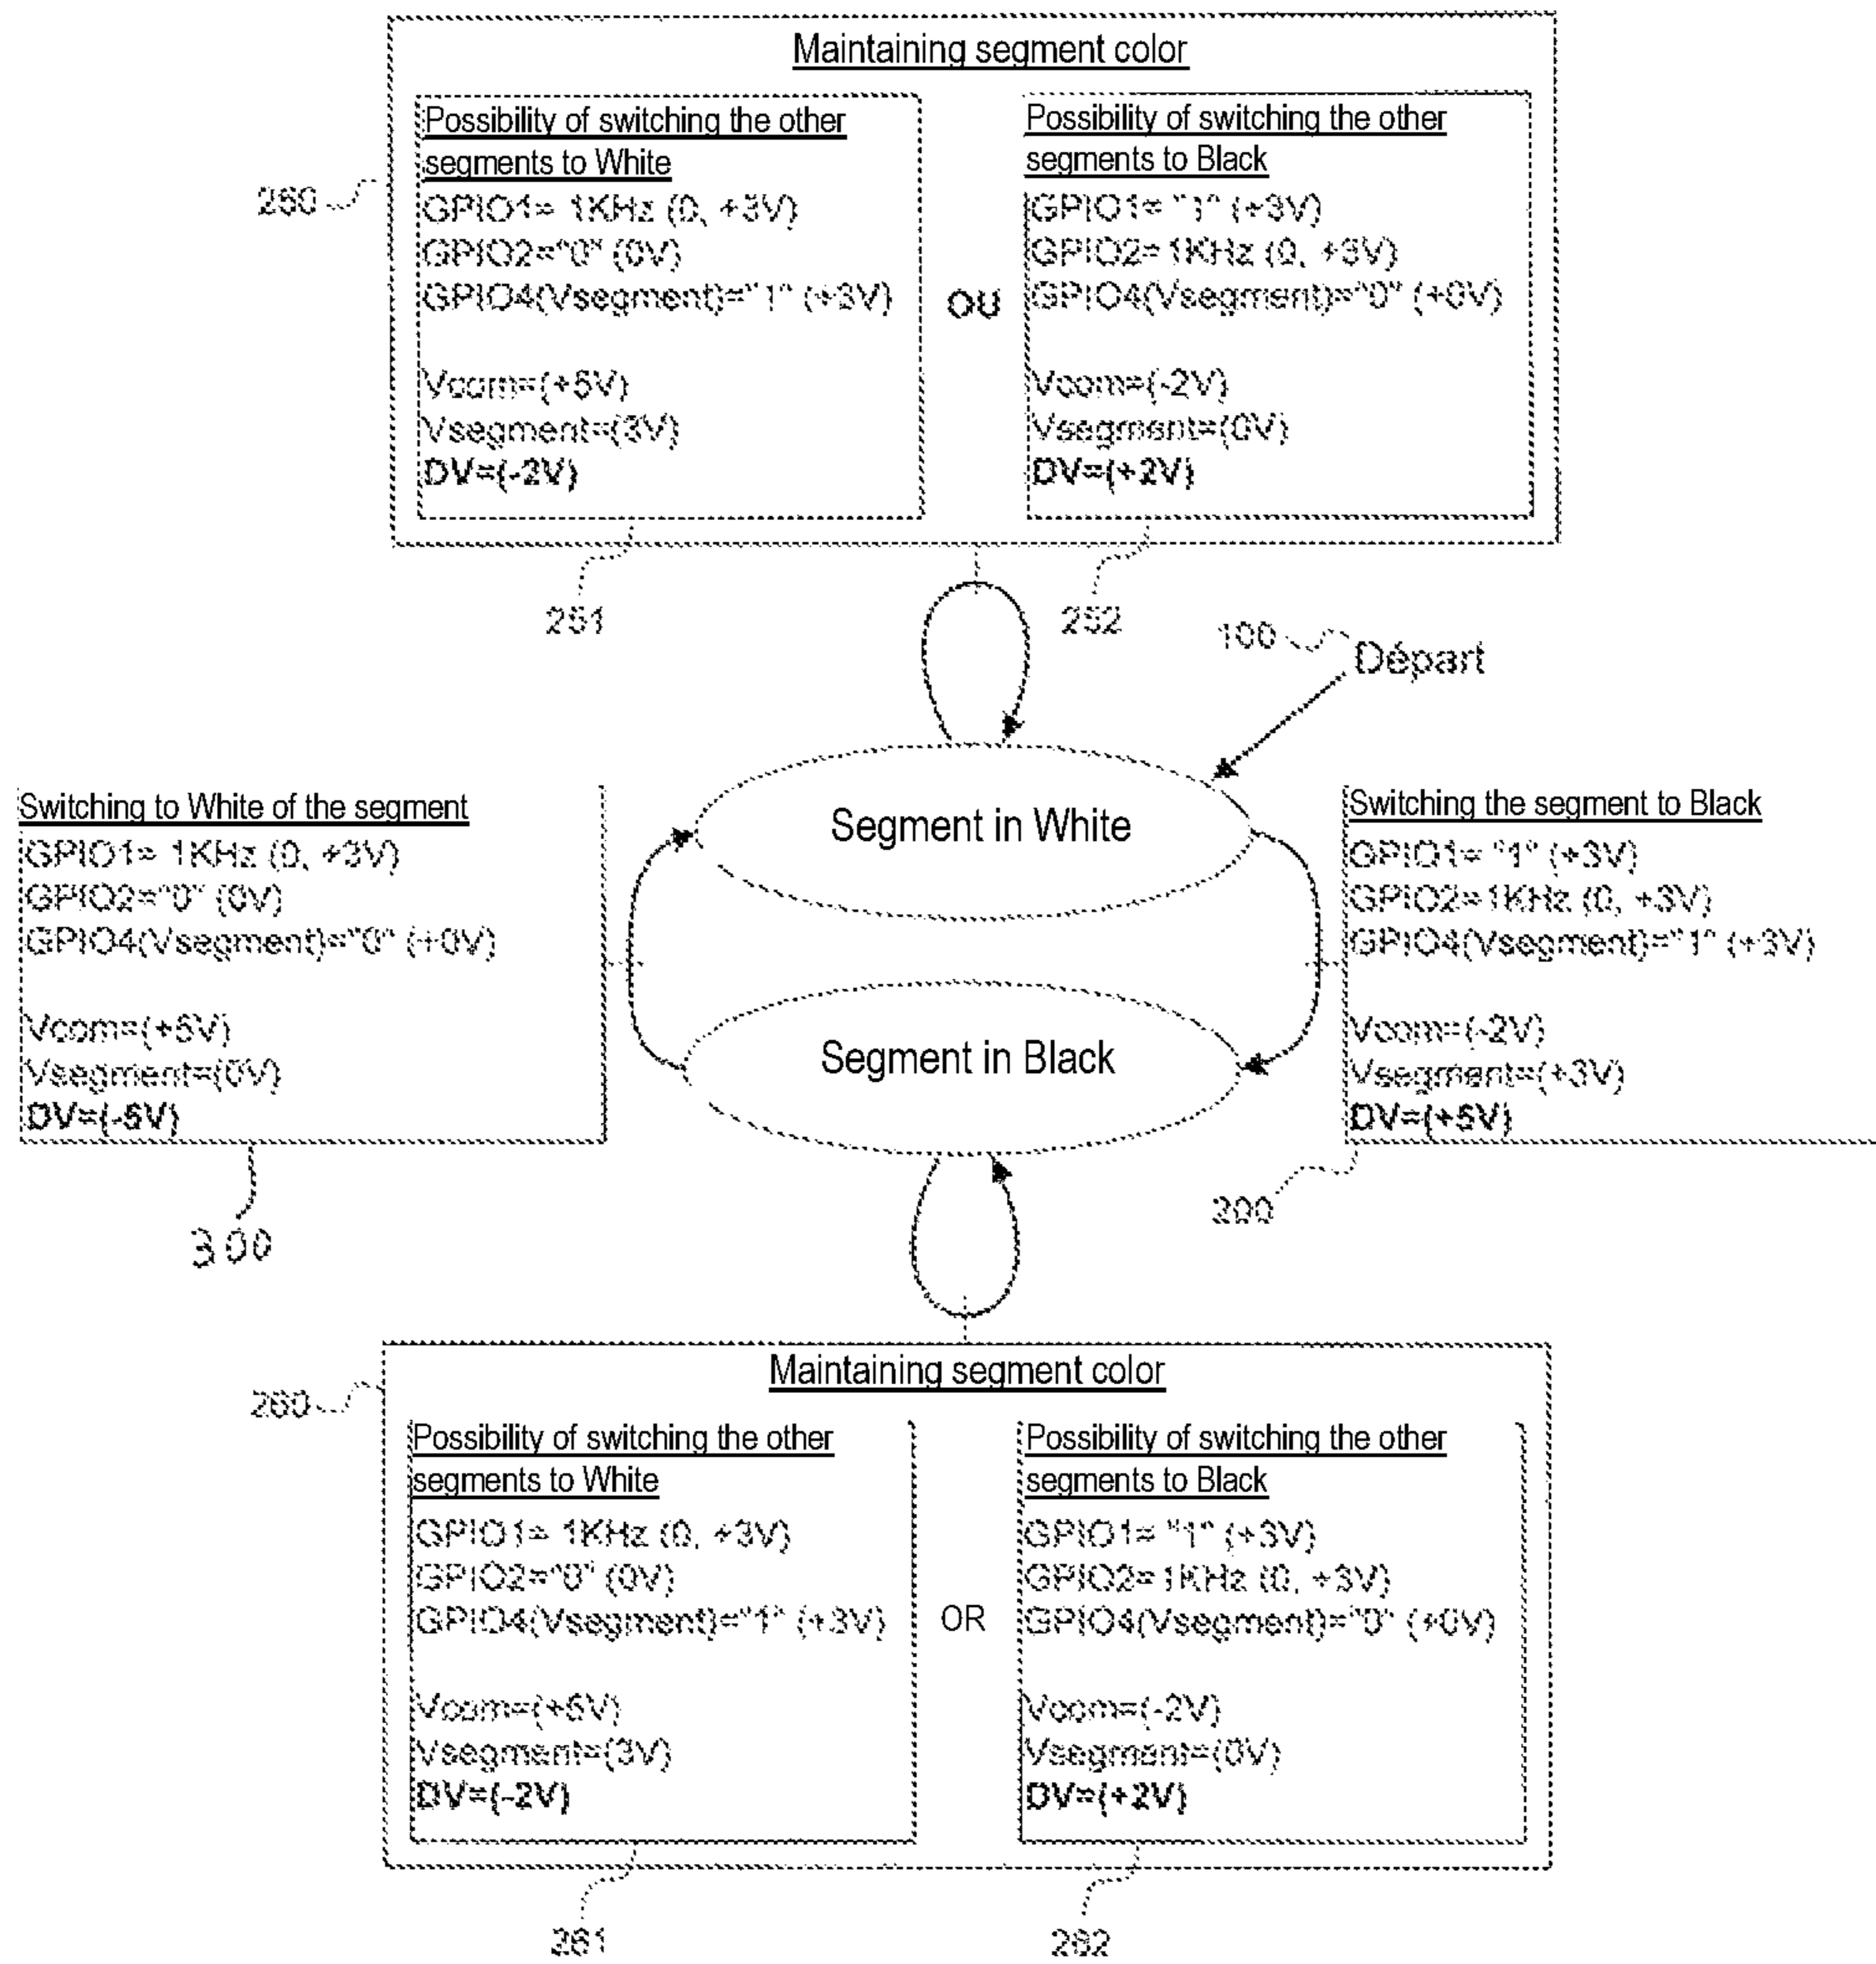 Maintaining segment color
Possibility of switching the other
segments to White
GPIO1= 1KHz (0, +3V)
GPIO2="0" (0V)
GPIO4(Vsegment)="1" (+3V)
Vcom=(+5V)
Vsegment=(3V)
DV=(-2V)
OU
Possibility of switching the other
segments to Black
GPIO1= "1" (+3V)
GPIO2=1KHz (0, +3V)
GPIO4(Vsegment)="0" (+0V)
Vcom=(-2V)
Vsegment=(0V)
DV=(+2V)
251
252
100
Départ
Switching to White of the segment
GPIO1= 1KHz (0, +3V)
GPIO2="0" (0V)
GPIO4(Vsegment)="0" (+0V)
Vcom=(+5V)
Vsegment=(0V)
DV=(-5V)
300
Segment in White
Segment in Black
Switching the segment to Black
GPIO1= "1" (+3V)
GPIO2=1KHz (0, +3V)
GPIO4(Vsegment)="1" (+3V)
Vcom=(-2V)
Vsegment=(+3V)
DV=(+5V)
200
Maintaining segment color
260
Possibility of switching the other
segments to White
GPIO1= 1KHz (0, +3V)
GPIO2="0" (0V)
GPIO4(Vsegment)="1" (+3V)
Vcom=(+5V)
Vsegment=(3V)
DV=(-2V)
OR
Possibility of switching the other
segments to Black
GPIO1= "1" (+3V)
GPIO2=1KHz (0, +3V)
GPIO4(Vsegment)="0" (+0V)
Vcom=(-2V)
Vsegment=(0V)
DV=(+2V)
261
262